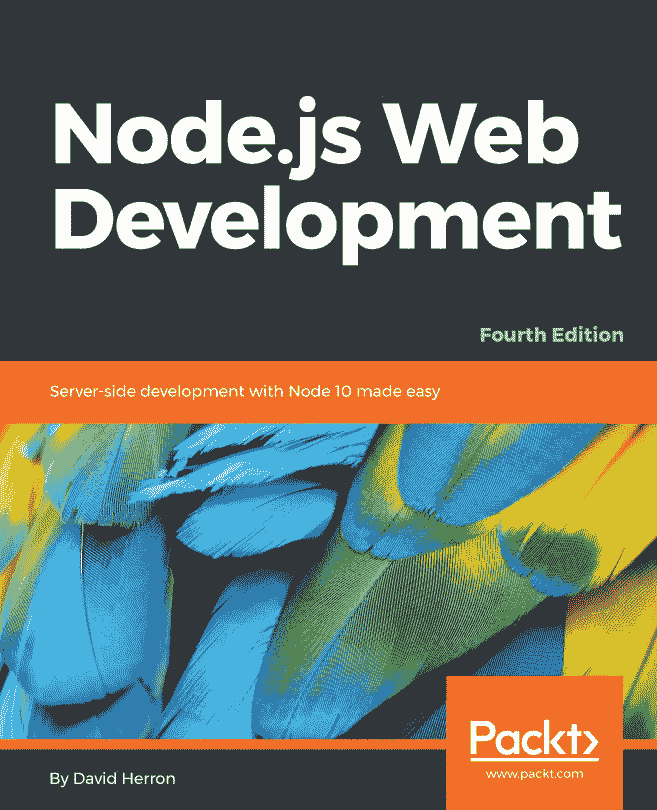 Node.js Web
Development
Fourth Edition
Server-side development with Node 10 made easy
Packt>
www.packt.com
By David Herron